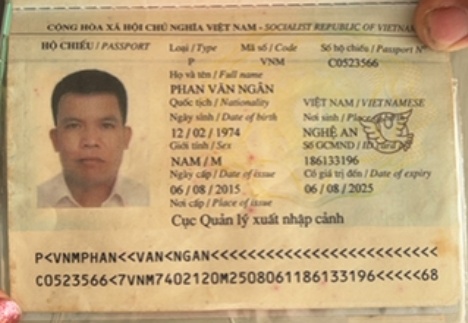 CỘNG HÒA XÃ HỘI CHỦ NGHĨA VIỆT NAM - SOCIALIST REPUBLIC OF VIETNAM
HỘ CHIẾU / PASSPORT Loại / Type Mã số / Code Số hộ chiếu / Passport Nº
P VNM C0523566
Họ và tên / Full name
PHAN VĂN NGÂN
Quốc tịch / Nationality VIỆT NAM / VIETNAMESE
Ngày sinh / Date of birth Nơi sinh / Place
12 / 02 / 1974 NGHỆ AN
Giới tính / Sex Số GCMND / ID
NAM / M 186133196
Ngày cấp / Date of issue Có giá trị đến / Date of expiry
06 / 08 / 2015 06 / 08 / 2025
Nơi cấp / Place of issue
Cục Quản lý xuất nhập cảnh
P<VNMPHAN<<VAN<NGAN<<<<<<<<<<<<<<<<<<<<<<<<<
C0523566<7VNM7402120M2508061186133196<<<<<68